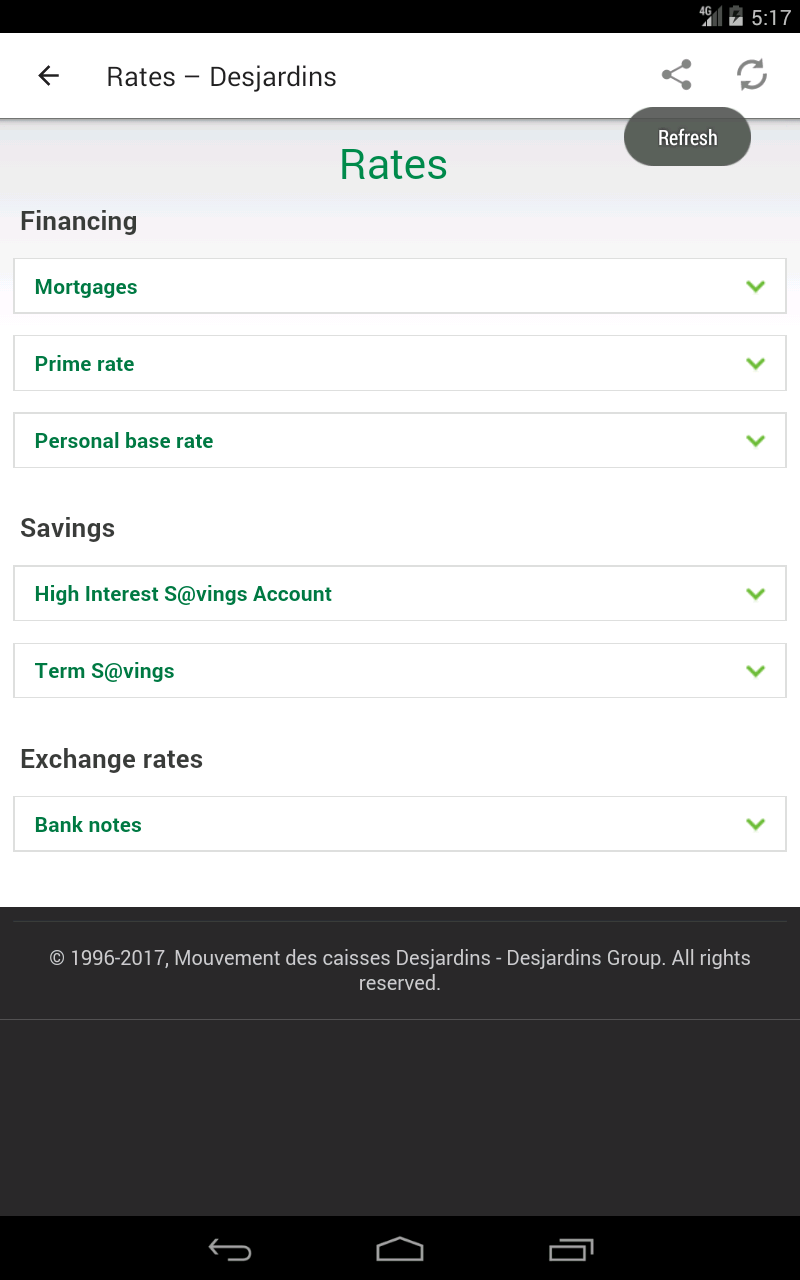 4G 5:17
Rates – Desjardins
Refresh
Rates
Financing
Mortgages
Prime rate
Personal base rate
Savings
High Interest S@vings Account
Term S@vings
Exchange rates
Bank notes
© 1996-2017, Mouvement des caisses Desjardins - Desjardins Group. All rights
reserved.